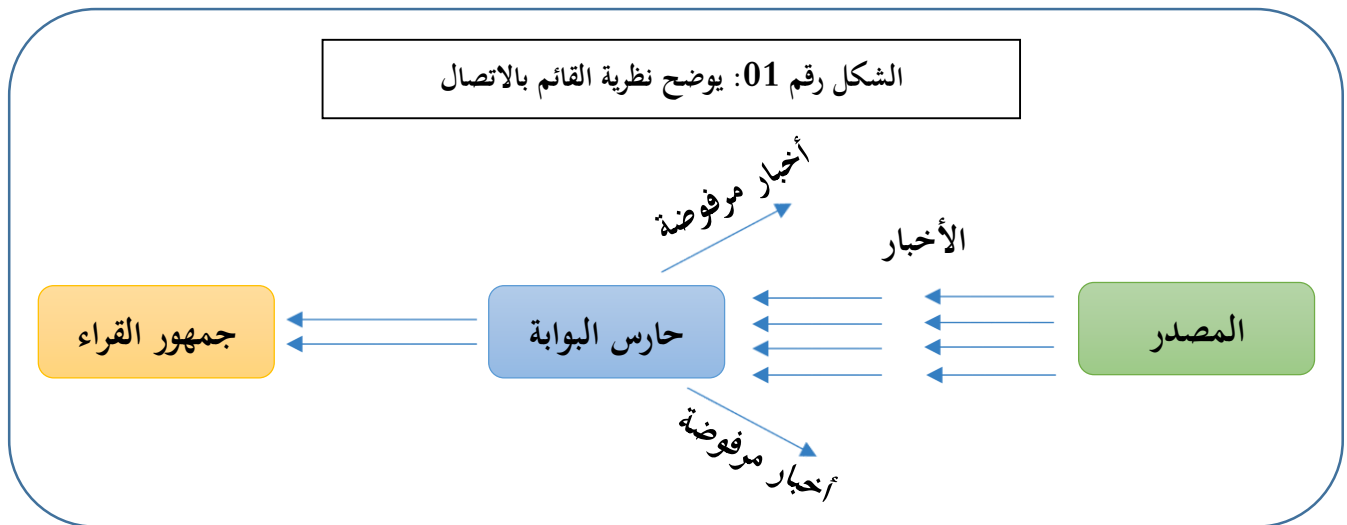 الشكل رقم 01: يوضح نظرية القائم بالاتصال
أخبار مرفوضة
الأخبار
المصدر
حارس البوابة
جمهور القراء
أخبار مرفوضة